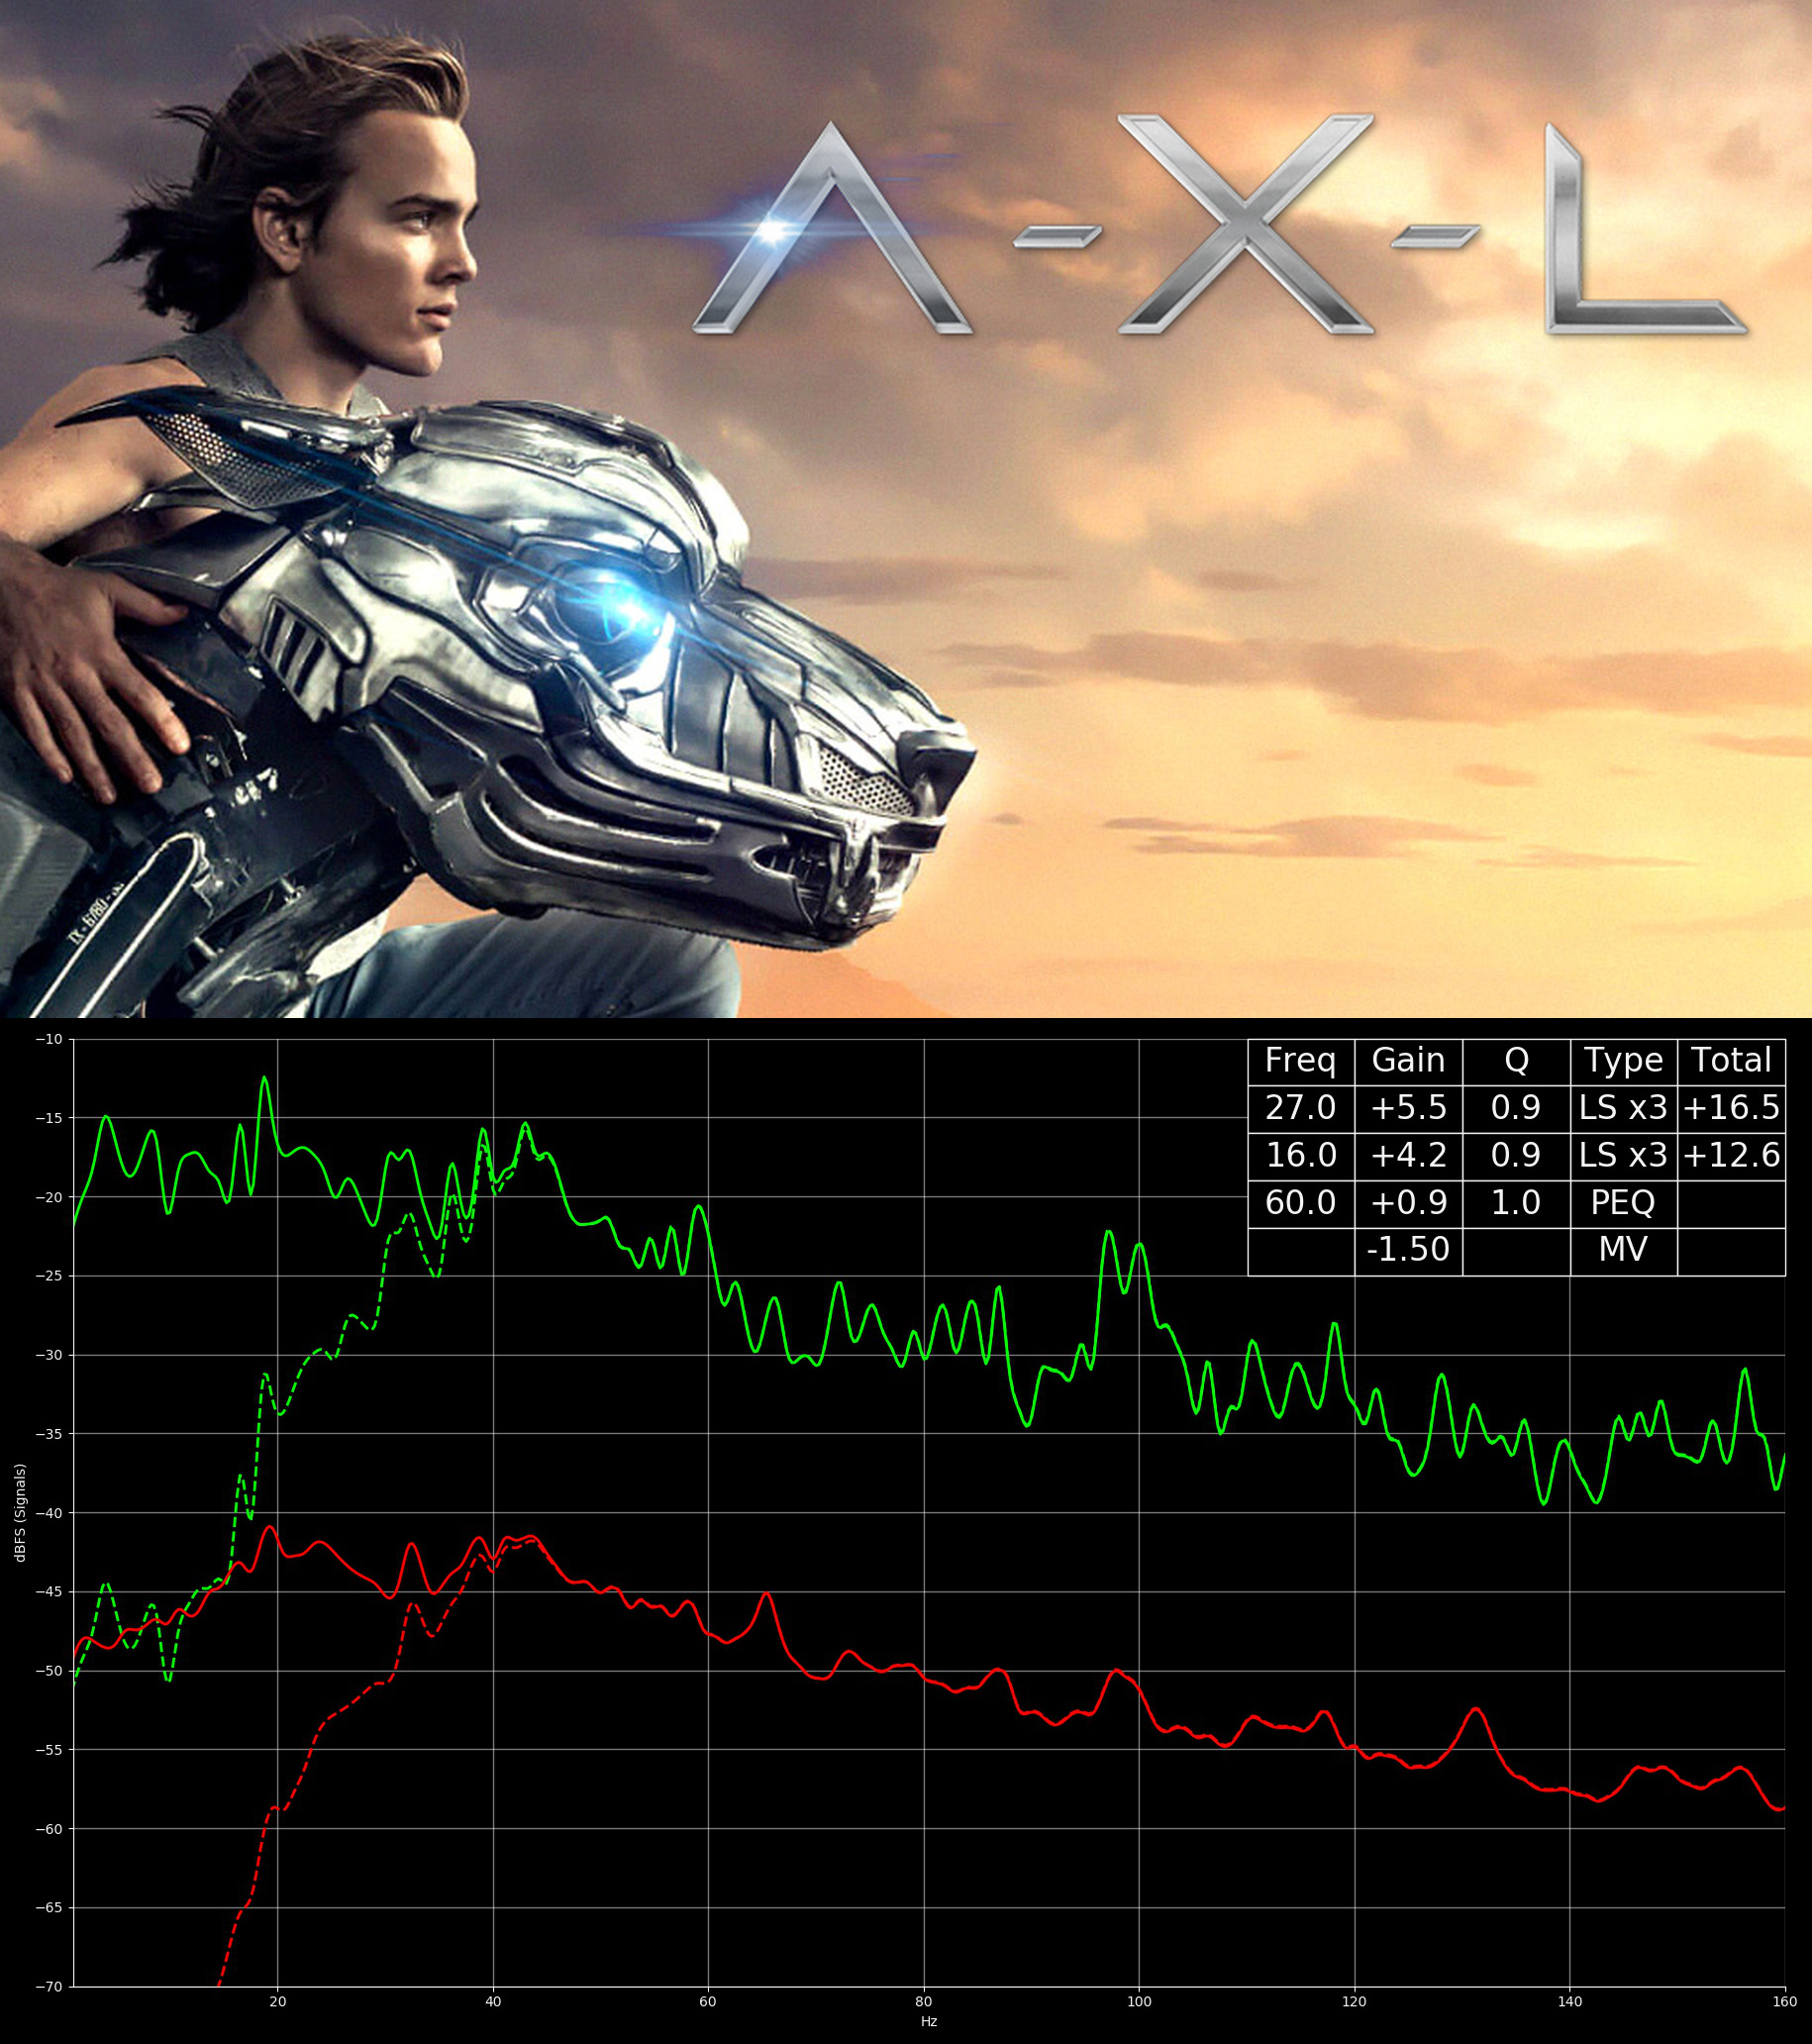 A-X-L
TX-6780-
Freq Gain Q Type Total
27.0 +5.5 0.9 LS x3 +16.5
16.0 +4.2 0.9 LS x3 +12.6
60.0 +0.9 1.0 PEQ
-1.50 MV
−10
−15
−20
−25
−30
−35
−40
−45
−50
−55
−60
−65
−70
dBFS (Signals)
20 40 60 80 100 120 140 160
Hz